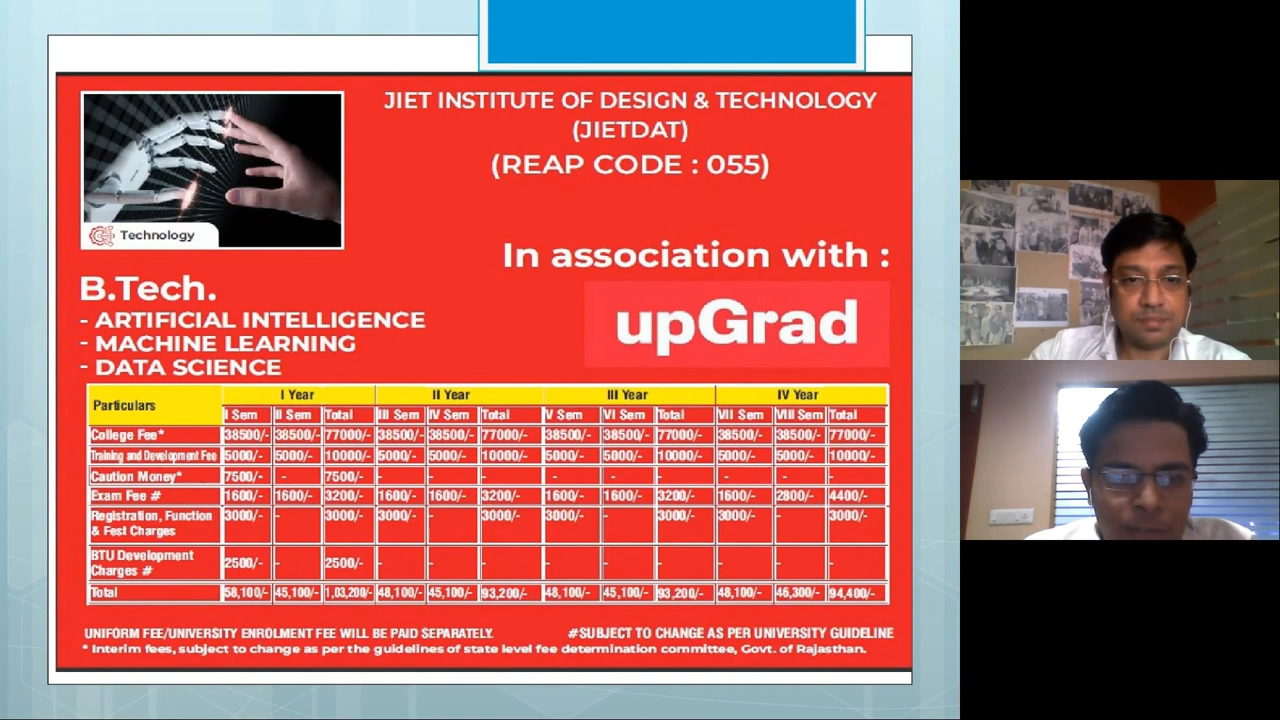 JIET INSTITUTE OF DESIGN & TECHNOLOGY
(JIETDAT)
(REAP CODE : 055)
Technology
In association with :
upGrad
B.Tech.
- ARTIFICIAL INTELLIGENCE
- MACHINE LEARNING
- DATA SCIENCE
Particulars I Year II Year III Year IV Year
I Sem II Sem Total III Sem IV Sem Total V Sem VI Sem Total VII Sem VIII Sem Total
College Fee* 38500/- 38500/- 77000/- 38500/- 38500/- 77000/- 38500/- 38500/- 77000/- 38500/- 38500/- 77000/-
Training and Development Fee 5000/- 5000/- 10000/- 5000/- 5000/- 10000/- 5000/- 5000/- 10000/- 5000/- 5000/- 10000/-
Caution Money* 7500/- - 7500/- - - - - - - - - -
Exam Fee # 1600/- 1600/- 3200/- 1600/- 1600/- 3200/- 1600/- 1600/- 3200/- 1600/- 2800/- 4400/-
Registration, Function & Fest Charges 3000/- - 3000/- 3000/- - 3000/- 3000/- - 3000/- 3000/- - 3000/-
BTU Development Charges # 2500/- - 2500/- - - - - - - - - -
Total 58,100/- 45,100/- 1,03,200/- 48,100/- 45,100/- 93,200/- 48,100/- 45,100/- 93,200/- 48,100/- 46,300/- 94,400/-
UNIFORM FEE/UNIVERSITY ENROLMENT FEE WILL BE PAID SEPARATELY. #SUBJECT TO CHANGE AS PER UNIVERSITY GUIDELINE
* Interim fees, subject to change as per the guidelines of state level fee determination committee, Govt. of Rajasthan.